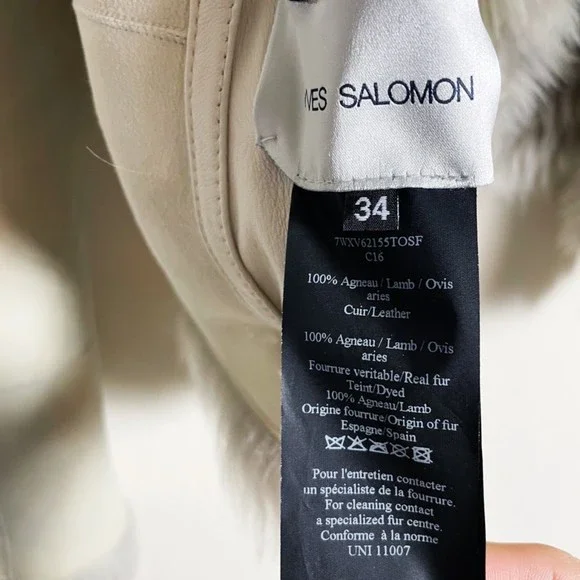 YVES SALOMON
34
7WXV62155TOSF
C16
100% Agneau / Lamb / Ovis
aries
Cuir/Leather
100% Agneau / Lamb / Ovis
aries
Fourrure veritable/Real fur
Teint/Dyed
100% Agneau/Lamb
Origine fourrure/Origin of fur
Espagne/Spain
Pour l'entretien contacter
un spécialiste de la fourrure.
For cleaning contact
a specialized fur centre.
Conforme à la norme
UNI 11007